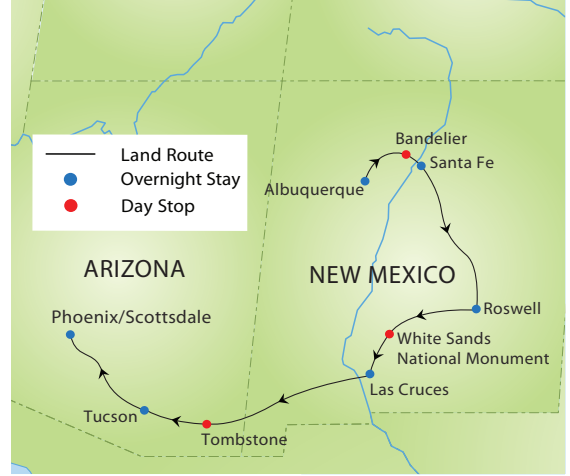 Land Route
Overnight Stay
Day Stop
Bandelier
Santa Fe
Albuquerque
ARIZONA
NEW MEXICO
Roswell
Phoenix/Scottsdale
White Sands
National Monument
Las Cruces
Tucson
Tombstone